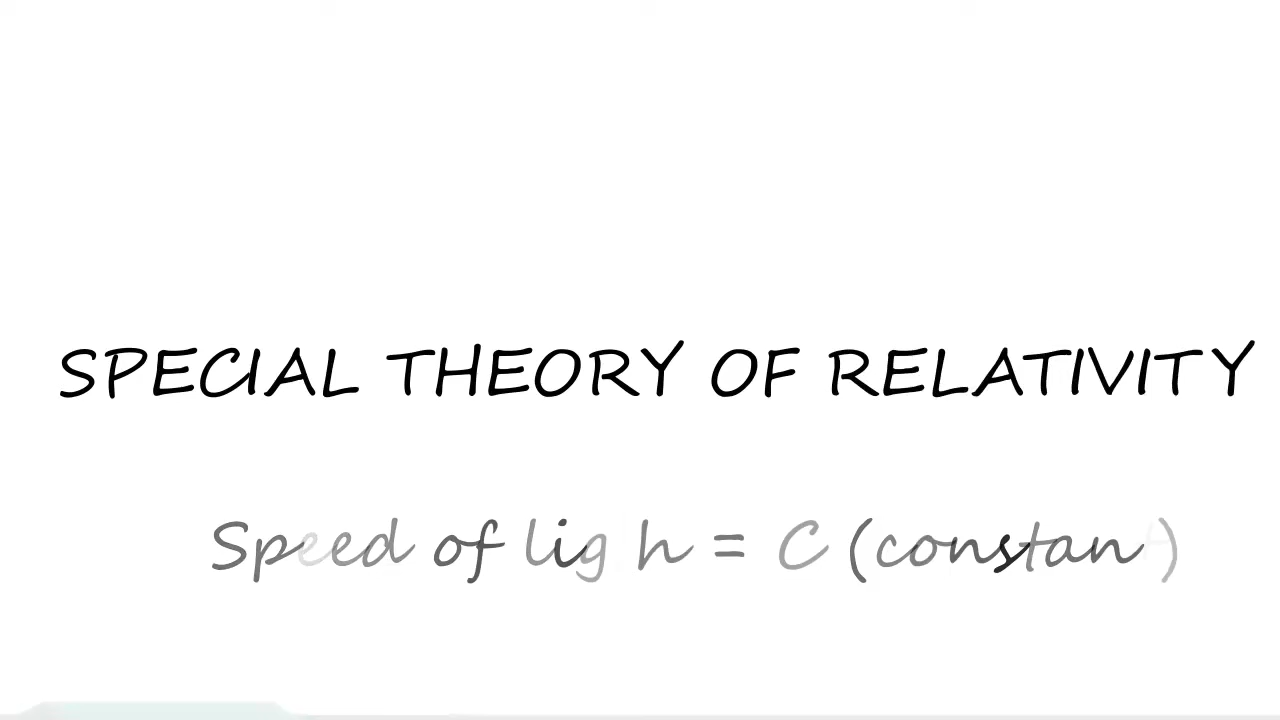 SPECIAL THEORY OF RELATIVITY
Speed of lig h = C (constan )